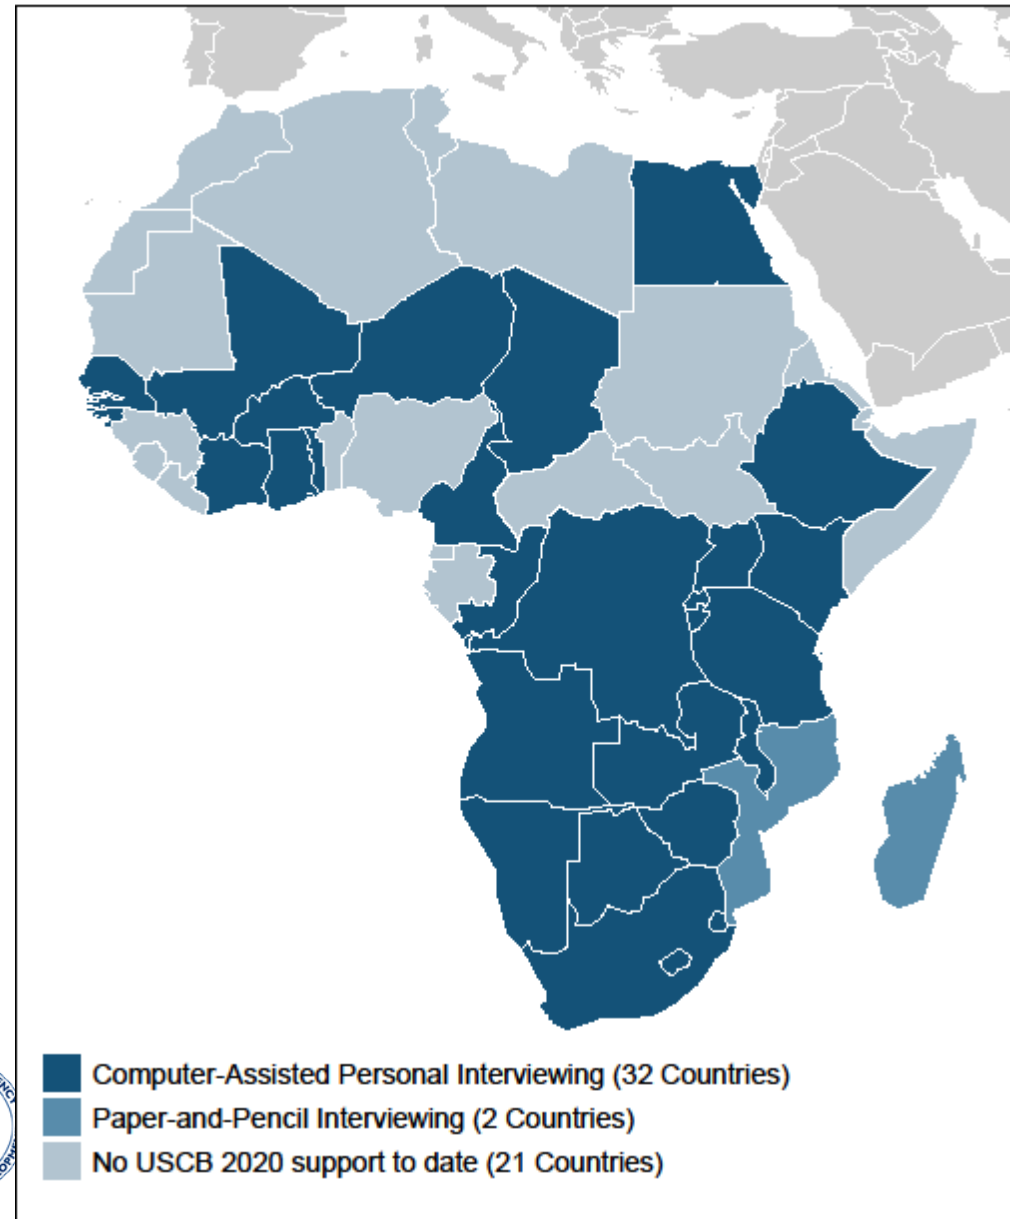 Computer-Assisted Personal Interviewing (32 Countries)
Paper-and-Pencil Interviewing (2 Countries)
No USCB 2020 support to date (21 Countries)